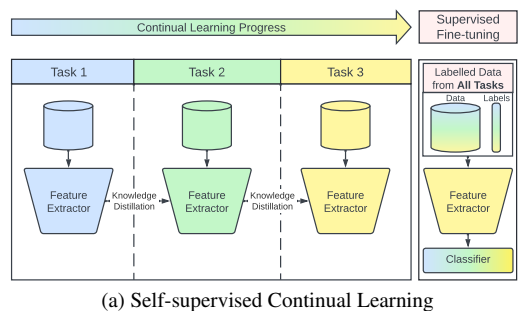 Continual Learning Progress
Supervised
Fine-tuning
Task 1
Task 2
Task 3
Labelled Data
from All Tasks
Data
Labels
Feature
Extractor
Knowledge
Distillation
Feature
Extractor
Knowledge
Distillation
Feature
Extractor
Feature
Extractor
Classifier
(a) Self-supervised Continual Learning